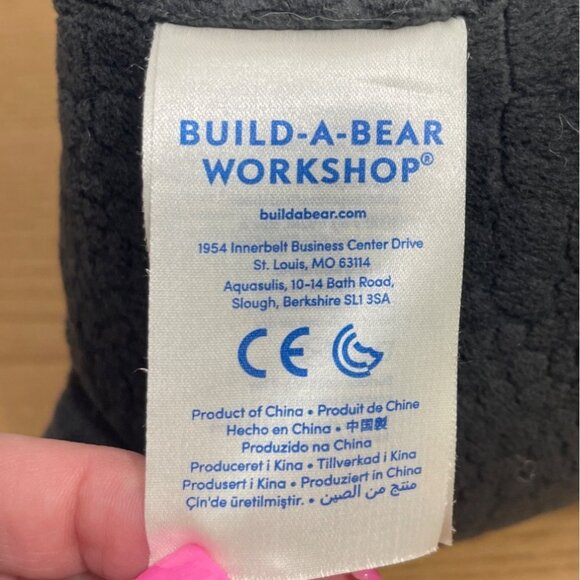 BUILD-A-BEAR
WORKSHOP®
buildabear.com
1954 Innerbelt Business Center Drive
St. Louis, MO 63114
Aquasulis, 10-14 Bath Road,
Slough, Berkshire SL1 3SA
CE
Product of China • Produit de Chine
Hecho en China • 中国製
Produzido na China
Produceret i Kina • Tillverkad i Kina
Produsert i Kina • Produziert in China
Çin'de üretilmiştir. • منتج من الصين